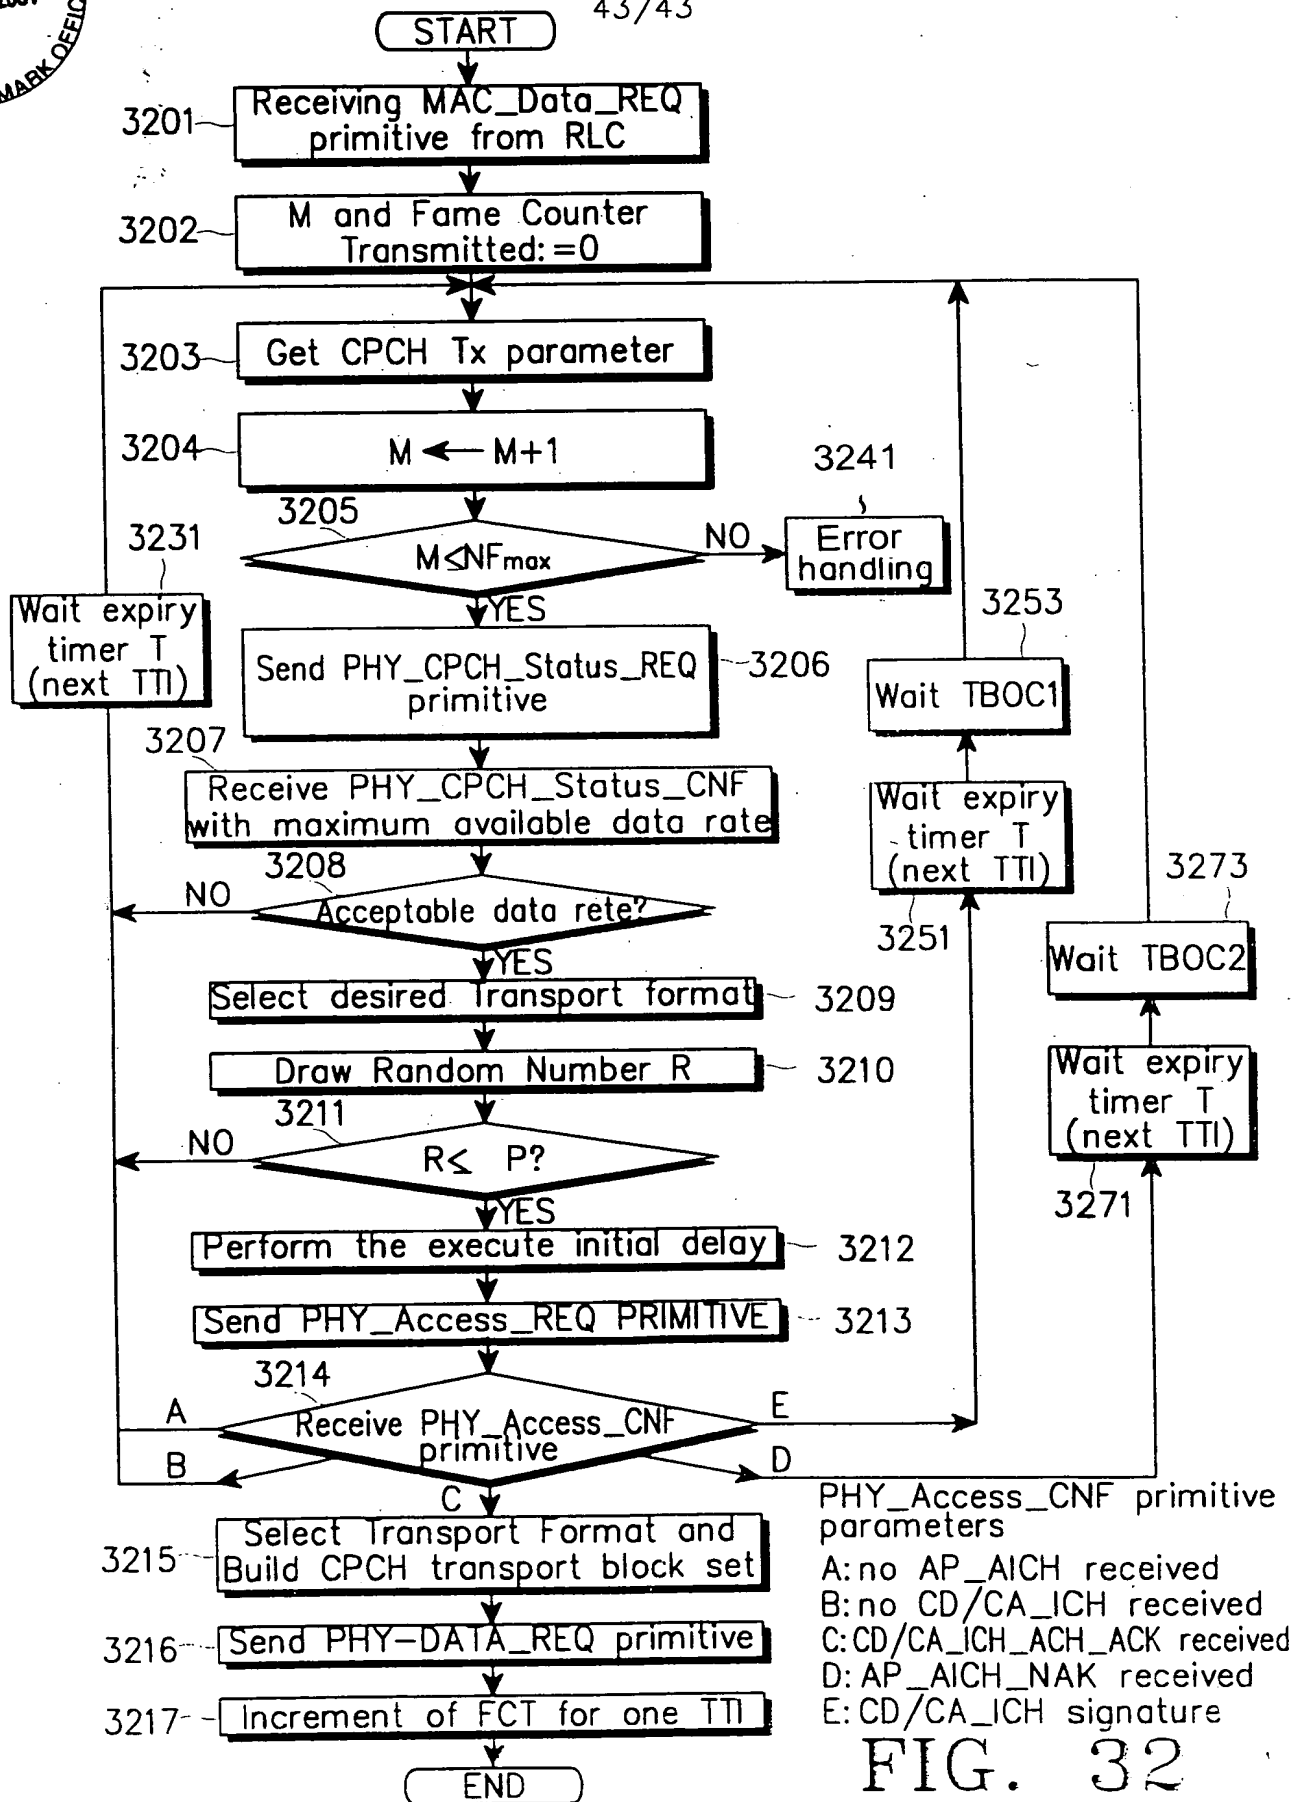 43/43
MARK OFFIC
START
3201
Receiving MAC_Data_REQ
primitive from RLC
3202
M and Fame Counter
Transmitted:=0
3203
Get CPCH Tx parameter
3204
M ← M+1
3205
M≤NFmax
NO
3241
Error
handling
YES
3231
Wait expiry
timer T
(next TTI)
Send PHY_CPCH_Status_REQ
primitive
3206
3207
Receive PHY_CPCH_Status_CNF
with maximum available data rate
3253
Wait TBOC1
Wait expiry
timer T
(next TTI)
3251
3208
NO
Acceptable data rete?
YES
3273
Wait TBOC2
Wait expiry
timer T
(next TTI)
3271
Select desired Transport format
3209
Draw Random Number R
3210
3211
NO
R≤ P?
YES
Perform the execute initial delay
3212
Send PHY_Access_REQ PRIMITIVE
3213
3214
Receive PHY_Access_CNF
primitive
A
B
C
D
E
3215
Select Transport Format and
Build CPCH transport block set
3216
Send PHY-DATA_REQ primitive
3217
Increment of FCT for one TTI
END
PHY_Access_CNF primitive
parameters
A:no AP_AICH received
B:no CD/CA_ICH received
C:CD/CA_ICH_ACH_ACK received
D:AP_AICH_NAK received
E:CD/CA_ICH signature
FIG. 32